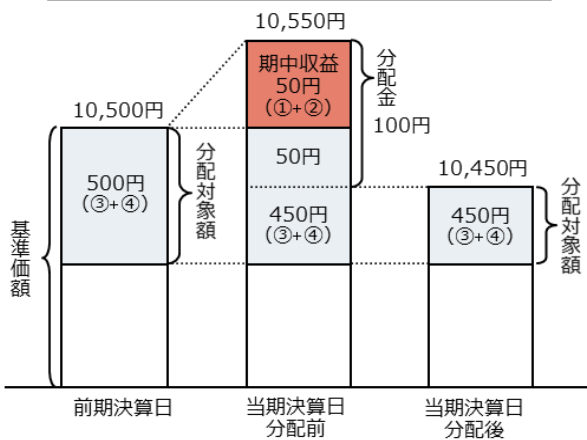 10,550円
期中収益
50円
(①+②)
分配金
100円
10,500円
50円
10,450円
500円
(③+④)
分配対象額
450円
(③+④)
450円
(③+④)
分配対象額
基準価額
前期決算日
当期決算日
分配前
当期決算日
分配後